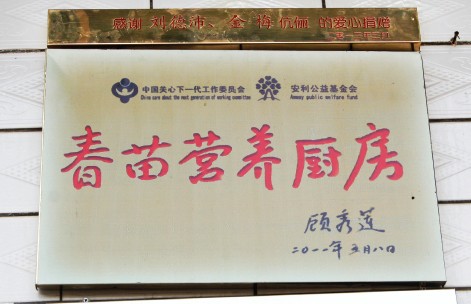 感谢 刘德沛、金梅 伉俪 的爱心捐赠
中国关心下一代工作委员会
China care about the next generation of working committee
安利公益基金会
Amway public welfare fund
春苗营养厨房
顾秀莲
二〇一一年三月八日